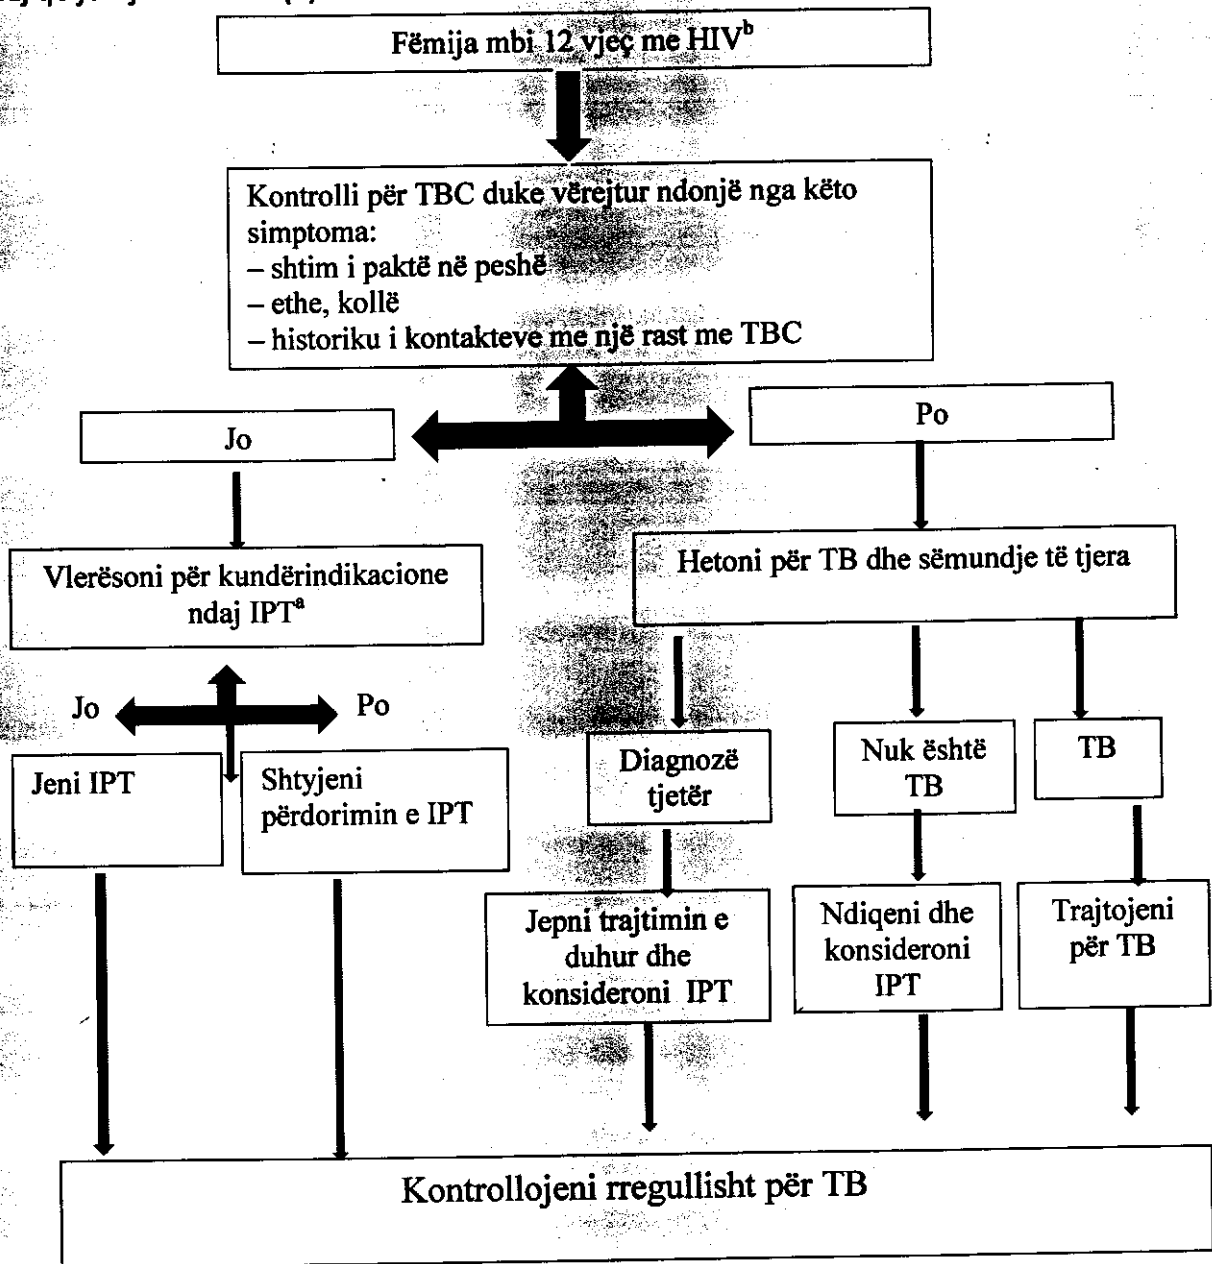 Fëmija mbi 12 vjeç me HIVᵇ
Kontrolli për TBC duke vërejtur ndonjë nga këto
simptoma:
– shtim i paktë në peshë
– ethe, kollë
– historiku i kontakteve me një rast me TBC
Jo
Po
Vlerësoni për kundërindikacione
ndaj IPTᵃ
Hetoni për TB dhe sëmundje të tjera
Jo
Po
Jeni IPT
Shtyjeni
përdorimin e IPT
Diagnozë
tjetër
Nuk është
TB
TB
Jepni trajtimin e
duhur dhe
konsideroni IPT
Ndiqeni dhe
konsideroni
IPT
Trajtojeni
për TB
Kontrollojeni rregullisht për TB